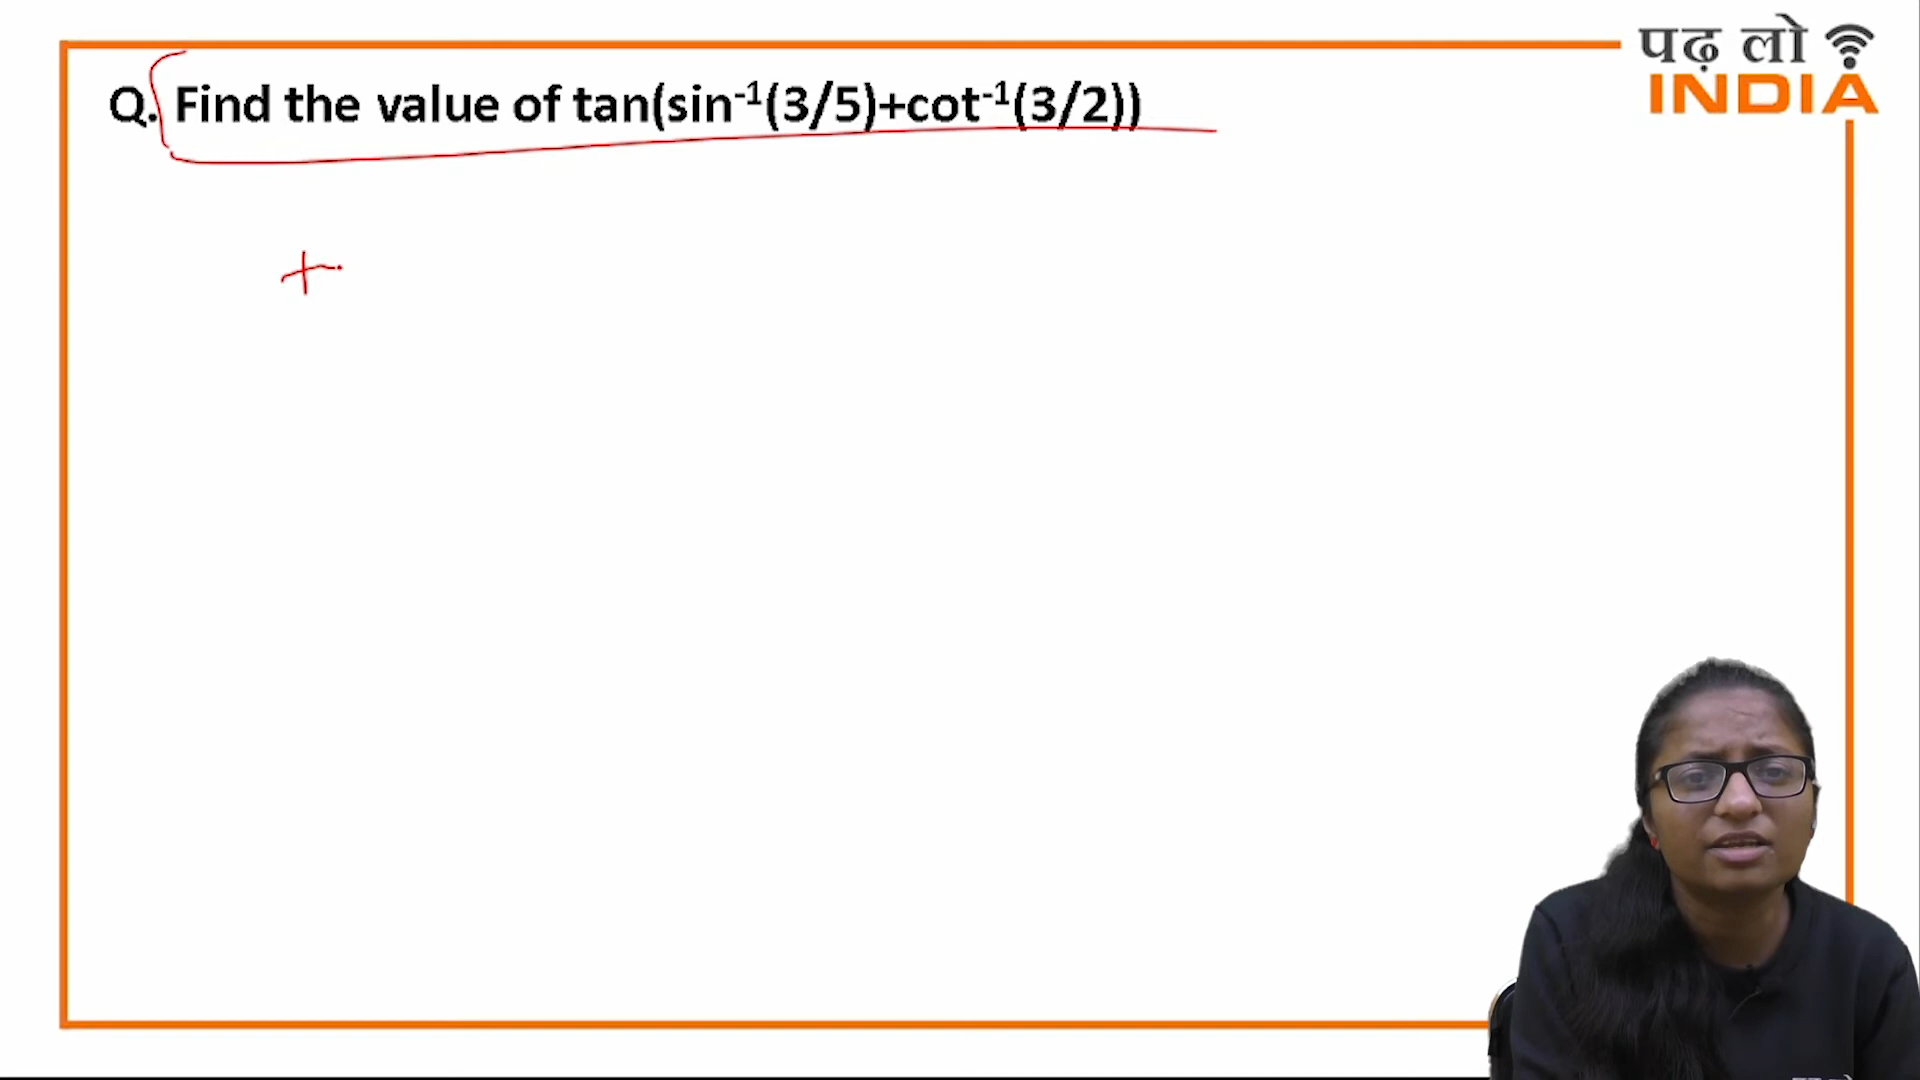 पढ़ लो
INDIA
Q. Find the value of tan(sin⁻¹(3/5)+cot⁻¹(3/2))
+